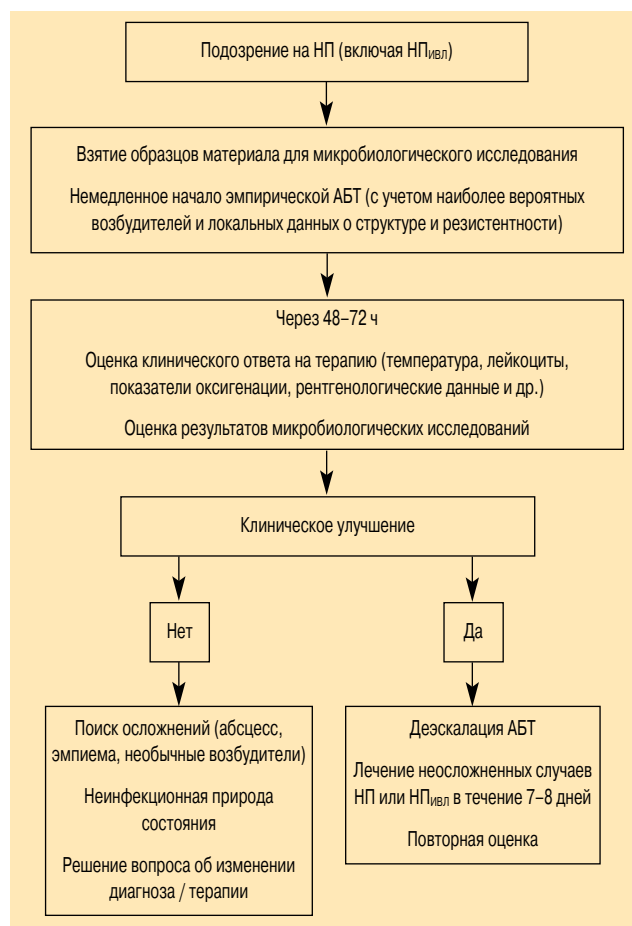 Подозрение на НП (включая НПивл)
Взятие образцов материала для микробиологического исследования
Немедленное начало эмпирической АБТ (с учетом наиболее вероятных
возбудителей и локальных данных о структуре и резистентности)
Через 48–72 ч
Оценка клинического ответа на терапию (температура, лейкоциты,
показатели оксигенации, рентгенологические данные и др.)
Оценка результатов микробиологических исследований
Клиническое улучшение
Нет
Да
Поиск осложнений (абсцесс,
эмпиема, необычные возбудители)
Неинфекционная природа
состояния
Решение вопроса об изменении
диагноза / терапии
Деэскалация АБТ
Лечение неосложненных случаев
НП или НПивл в течение 7–8 дней
Повторная оценка